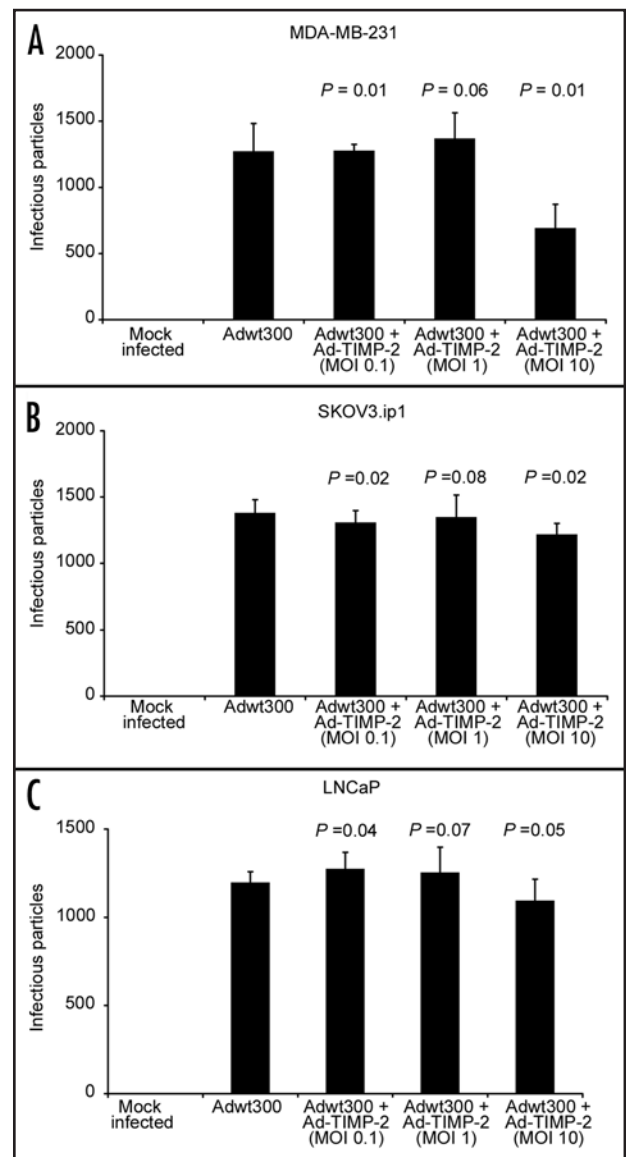 A
MDA-MB-231
2000
1500
1000
500
0
Infectious particles
P = 0.01
P = 0.06
P = 0.01
Mock
infected
Adwt300
Adwt300 +
Ad-TIMP-2
(MOI 0.1)
Adwt300 +
Ad-TIMP-2
(MOI 1)
Adwt300 +
Ad-TIMP-2
(MOI 10)
B
SKOV3.ip1
2000
1500
1000
500
0
Infectious particles
P =0.02
P =0.08
P =0.02
Mock
infected
Adwt300
Adwt300 +
Ad-TIMP-2
(MOI 0.1)
Adwt300 +
Ad-TIMP-2
(MOI 1)
Adwt300 +
Ad-TIMP-2
(MOI 10)
C
LNCaP
1500
1000
500
0
Infectious particles
P =0.04
P =0.07
P =0.05
Mock
infected
Adwt300
Adwt300 +
Ad-TIMP-2
(MOI 0.1)
Adwt300 +
Ad-TIMP-2
(MOI 1)
Adwt300 +
Ad-TIMP-2
(MOI 10)